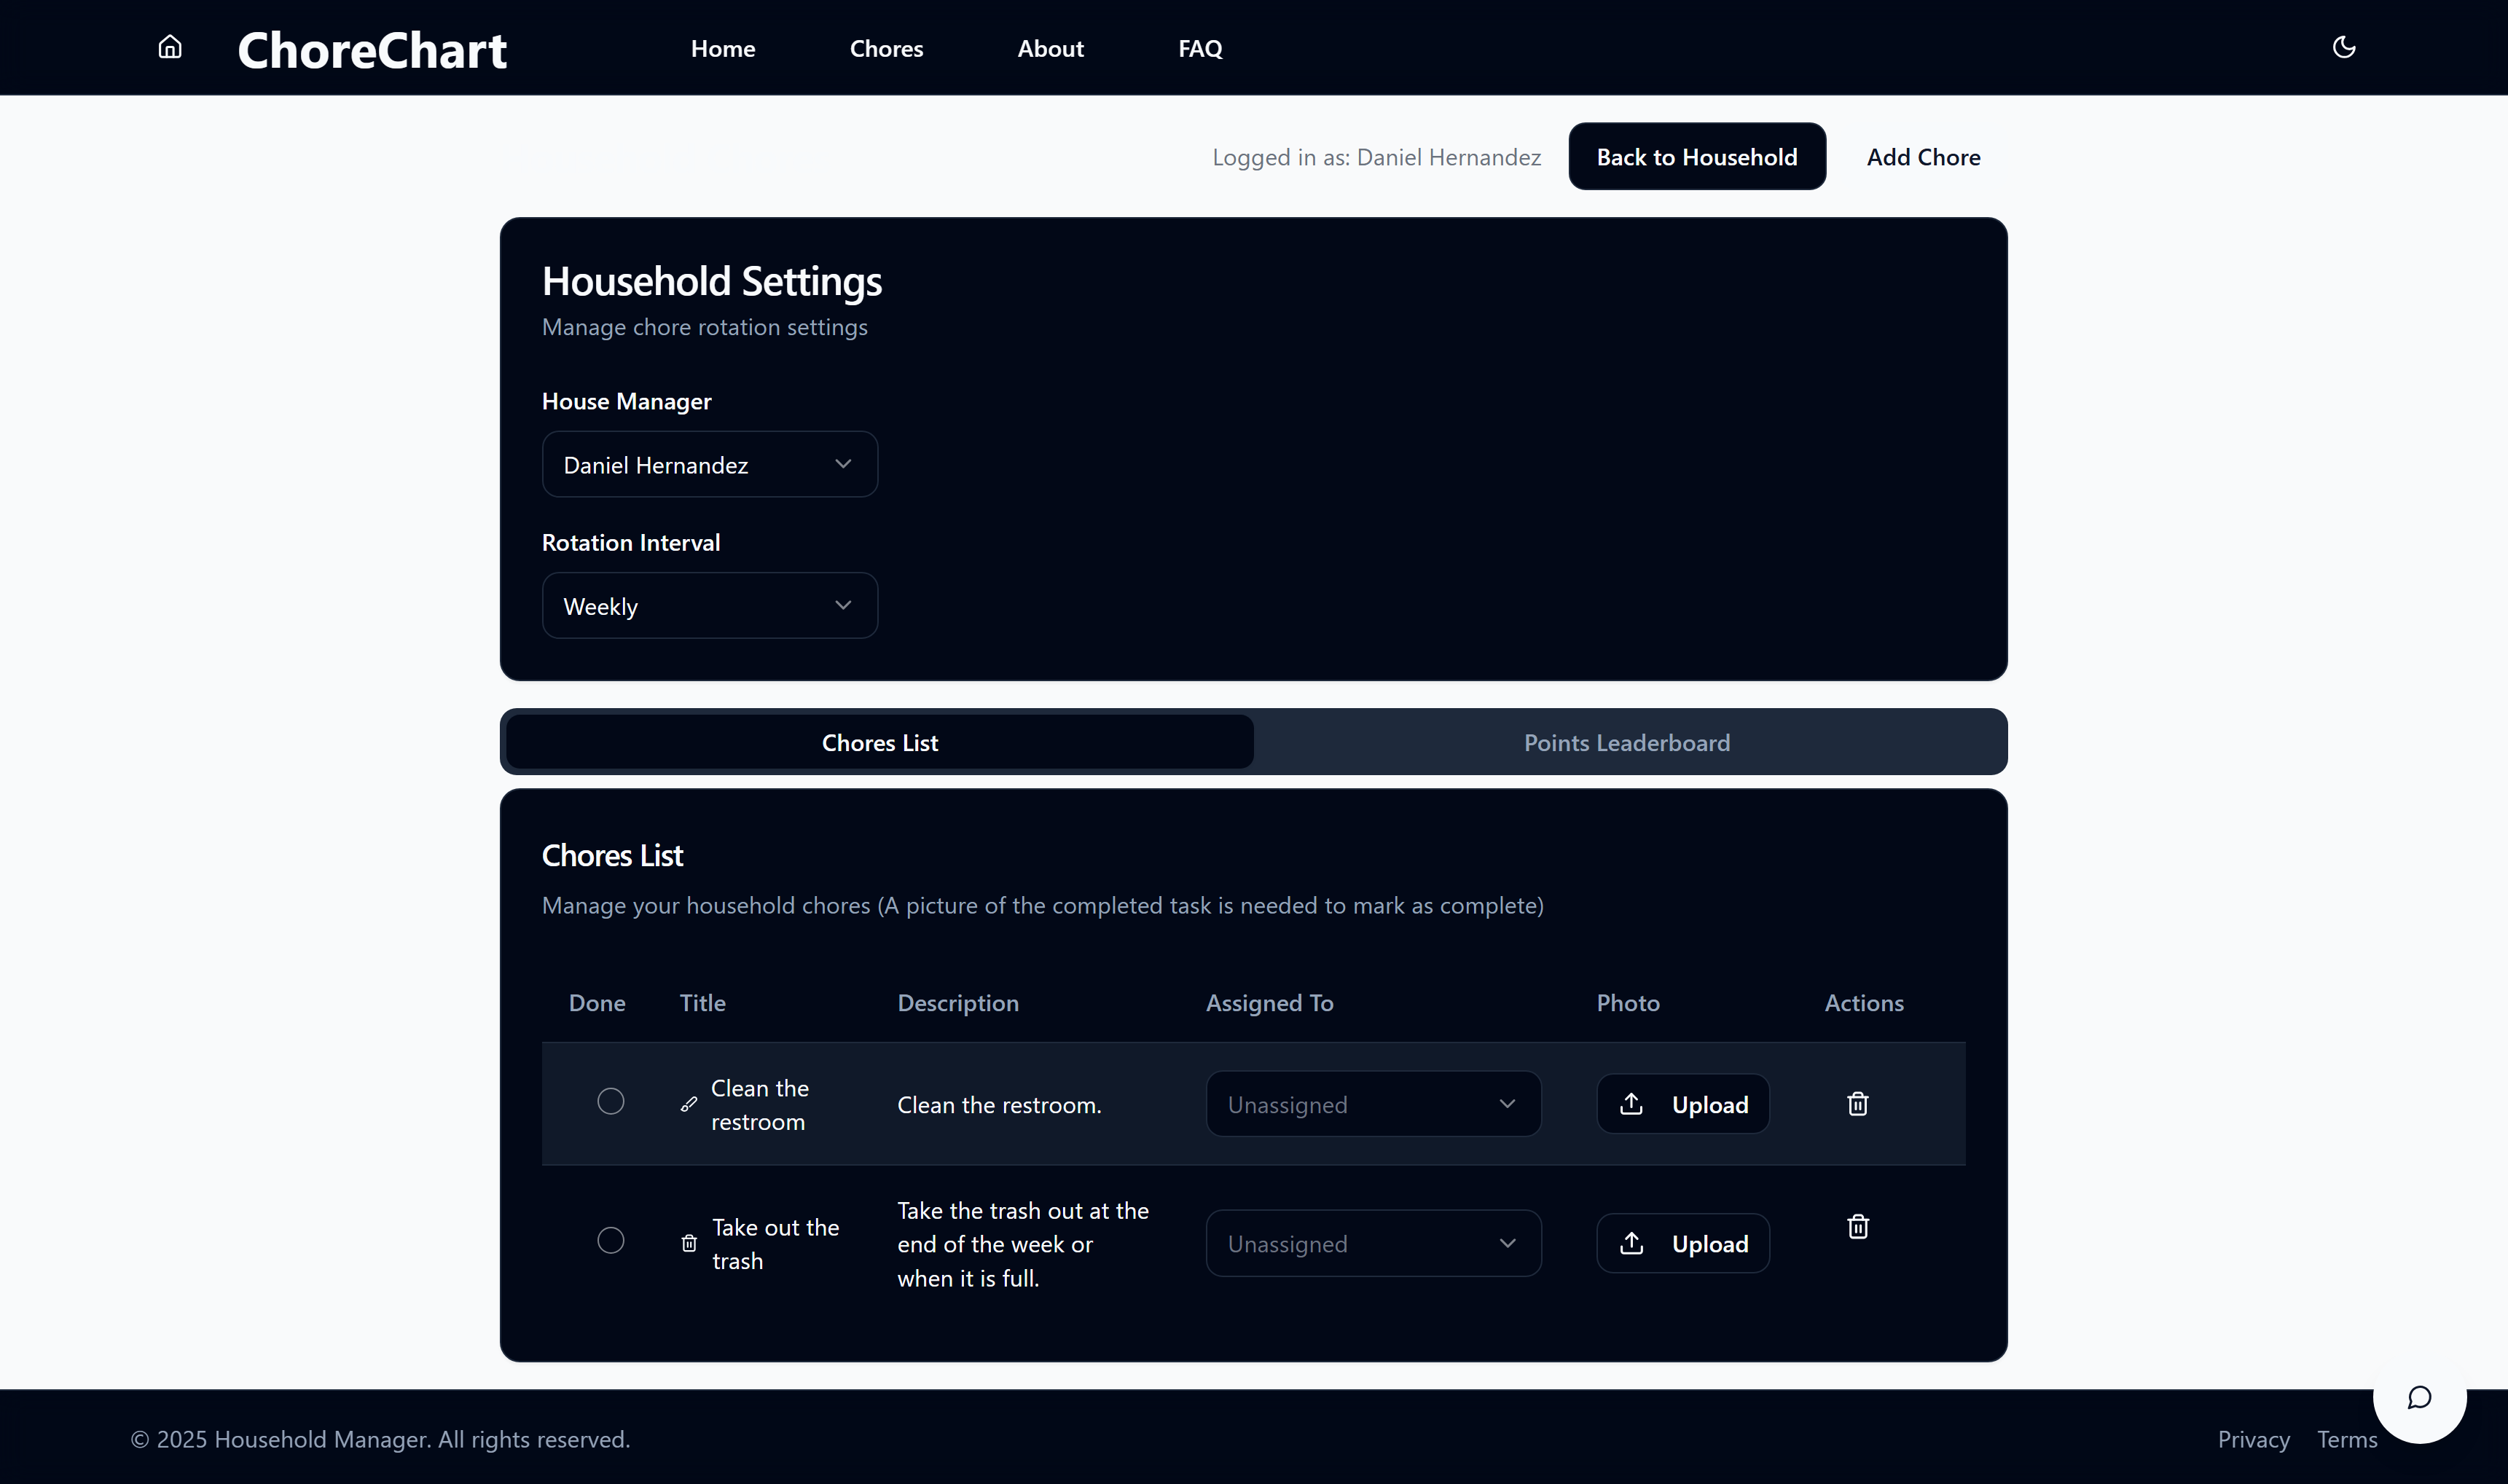 ChoreChart
Home
Chores
About
FAQ
Logged in as: Daniel Hernandez
Back to Household
Add Chore
Household Settings
Manage chore rotation settings
House Manager
Daniel Hernandez
Rotation Interval
Weekly
Chores List
Points Leaderboard
Chores List
Manage your household chores (A picture of the completed task is needed to mark as complete)
Done
Title
Description
Assigned To
Photo
Actions
Clean the
restroom
Clean the restroom.
Unassigned
Upload
Take out the
trash
Take the trash out at the
end of the week or
when it is full.
Unassigned
Upload
© 2025 Household Manager. All rights reserved.
Privacy
Terms